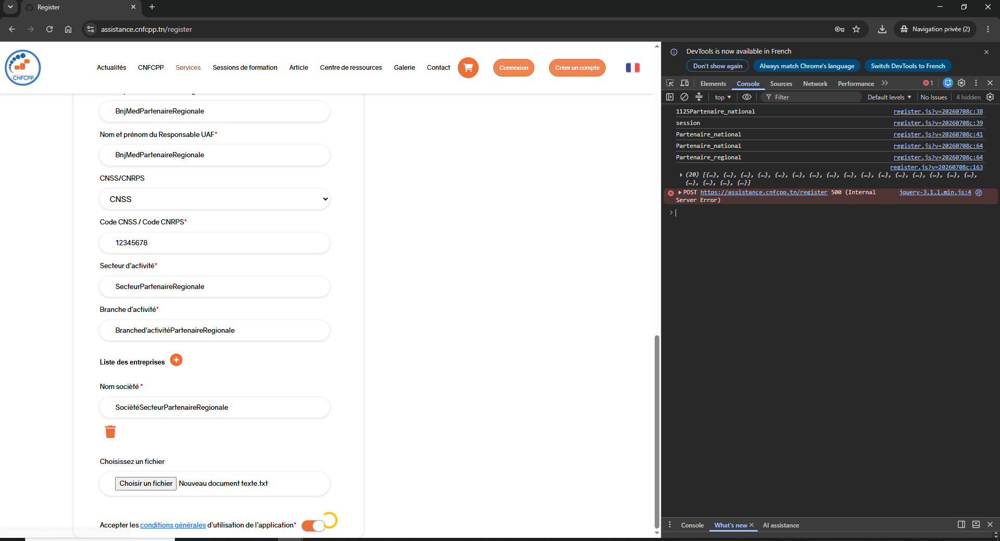 Register
assistance.cnfcpp.tn/register
Navigation privée (2)
CNFCPP
Actualités
CNFCPP
Services
Sessions de formation
Article
Centre de ressources
Galerie
Contact
Connexion
Créer un compte
BnjMedPartenaireRegionale
Nom et prénom du Responsable UAF*
BnjMedPartenaireRegionale
CNSS/CNRPS
CNSS
Code CNSS / Code CNRPS*
12345678
Secteur d'activité*
SecteurPartenaireRegionale
Branche d'activité*
Branched'activitéPartenaireRegionale
Liste des entreprises
Nom socièté *
SociètéSecteurPartenaireRegionale
Choisissez un fichier
Choisir un fichier Nouveau document texte.txt
Accepter les conditions générales d'utilisation de l'application*
DevTools is now available in French
Don't show again
Always match Chrome's language
Switch DevTools to French
Elements
Console
Sources
Network
Performance
1
top
Filter
Default levels
No Issues
4 hidden
1125Partenaire_national register.js?v=20260708c:38
session register.js?v=20260708c:39
Partenaire_national register.js?v=20260708c:41
Partenaire_national register.js?v=20260708c:64
Partenaire_regional register.js?v=20260708c:64
register.js?v=20260708c:163
(20) [{…}, {…}, {…}, {…}, {…}, {…}, {…}, {…}, {…}, {…}, {…}, {…}, {…}, {…}, {…}, {…},
{…}, {…}, {…}, {…}]
POST https://assistance.cnfcpp.tn/register 500 (Internal jquery-3.1.1.min.js:4
Server Error)
Console
What's new
AI assistance